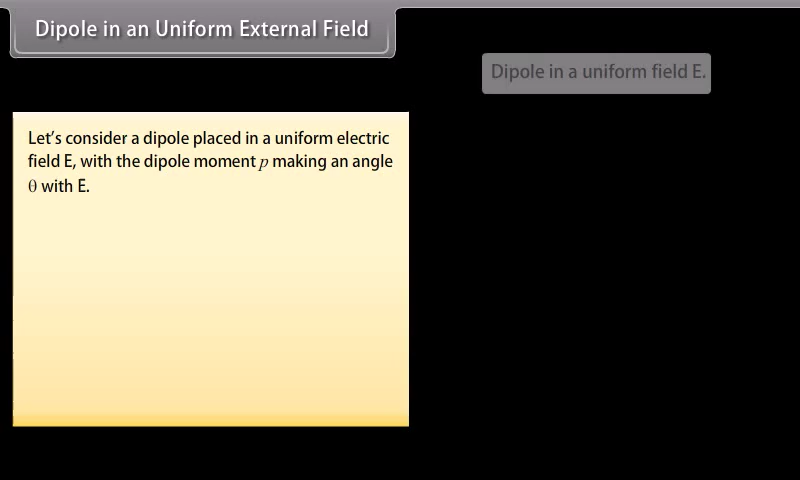 Dipole in an Uniform External Field
Dipole in a uniform field E.
Let's consider a dipole placed in a uniform electric
field E, with the dipole moment p making an angle
θ with E.